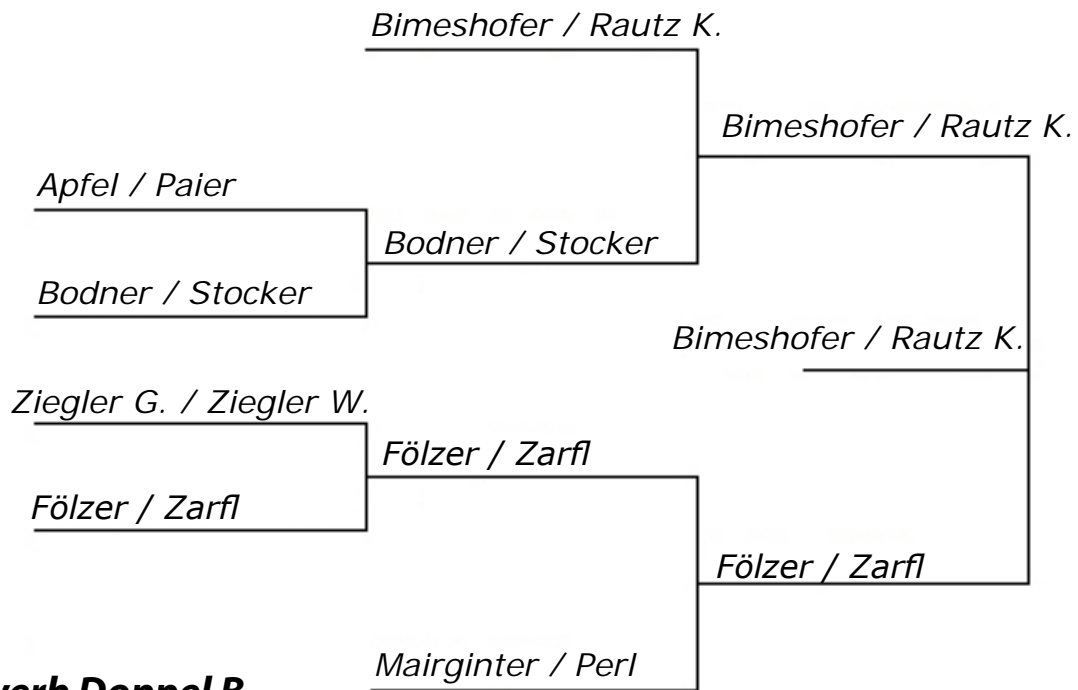 Bimeshofer / Rautz K.
Bimeshofer / Rautz K.
Apfel / Paier
Bodner / Stocker
Bodner / Stocker
Bimeshofer / Rautz K.
Ziegler G. / Ziegler W.
Fölzer / Zarfl
Fölzer / Zarfl
Fölzer / Zarfl
Mairginter / Perl